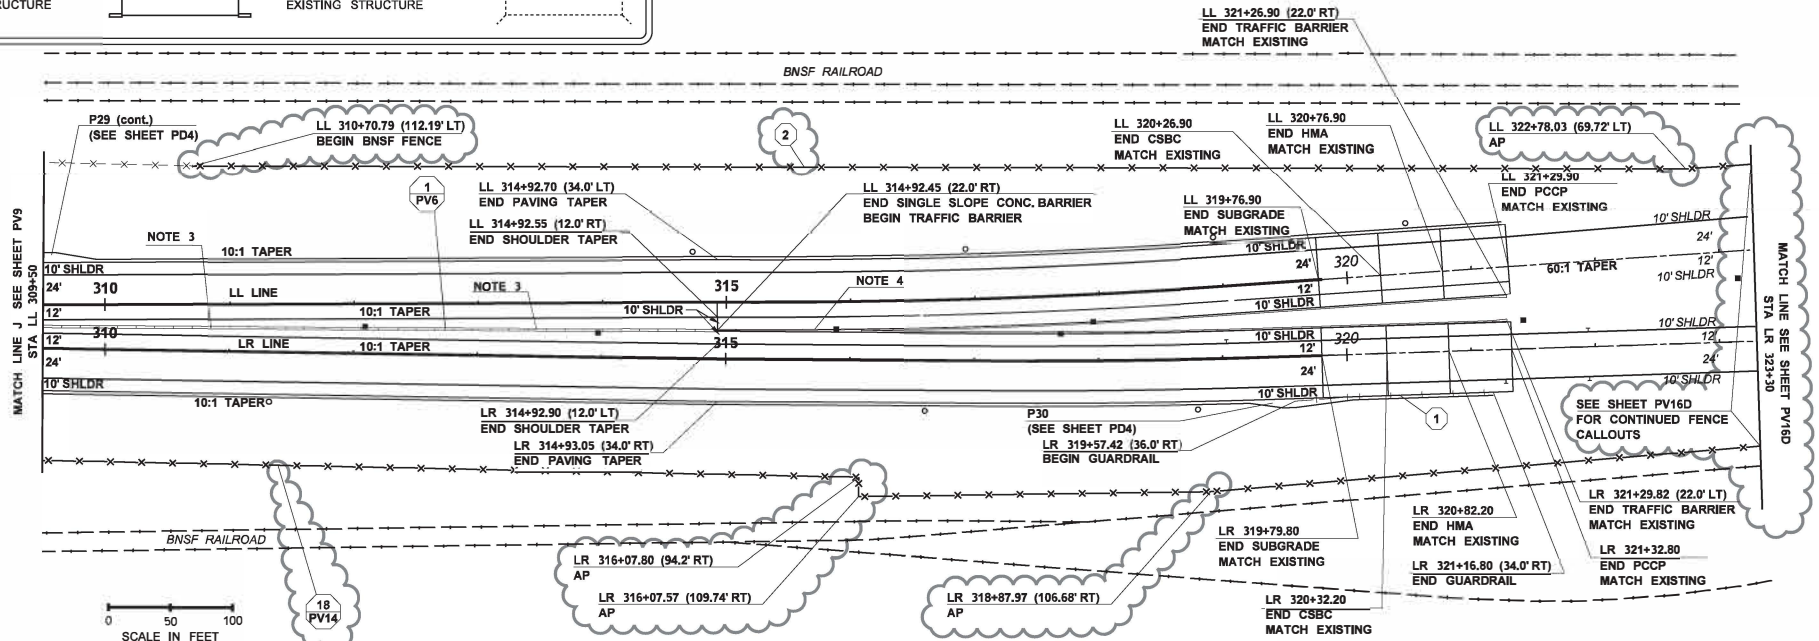 EXISTING STRUCTURE
LL 321+26.90 (22.0' RT)
END TRAFFIC BARRIER
MATCH EXISTING
BNSF RAILROAD
P29 (cont.)
(SEE SHEET PD4)
LL 310+70.79 (112.19' LT)
BEGIN BNSF FENCE
2
LL 320+26.90
END CSBC
MATCH EXISTING
LL 320+76.90
END HMA
MATCH EXISTING
LL 322+78.03 (69.72' LT)
AP
1
PV6
LL 314+92.70 (34.0' LT)
END PAVING TAPER
LL 314+92.55 (12.0' RT)
END SHOULDER TAPER
LL 314+92.45 (22.0' RT)
END SINGLE SLOPE CONC. BARRIER
BEGIN TRAFFIC BARRIER
LL 319+76.90
END SUBGRADE
MATCH EXISTING
LL 321+29.90
END PCCP
MATCH EXISTING
MATCH LINE J SEE SHEET PV9
STA LL 309+50
NOTE 3
10:1 TAPER
10' SHLDR
24'
310
LL LINE
12'
10:1 TAPER
NOTE 3
10' SHLDR
315
NOTE 4
10' SHLDR
24'
320
12'
10' SHLDR
60:1 TAPER
10' SHLDR
24'
12'
10' SHLDR
12'
310
LR LINE
10:1 TAPER
24'
10' SHLDR
10:1 TAPER
315
10' SHLDR
12'
320
24'
10' SHLDR
10' SHLDR
12'
24'
10' SHLDR
MATCH LINE SEE SHEET PV16D
STA LR 323+30
LR 314+92.90 (12.0' RT)
END SHOULDER TAPER
LR 314+93.05 (34.0' RT)
END PAVING TAPER
P30
(SEE SHEET PD4)
LR 319+57.42 (36.0' RT)
BEGIN GUARDRAIL
1
SEE SHEET PV16D
FOR CONTINUED FENCE
CALLOUTS
BNSF RAILROAD
18
PV14
LR 316+07.80 (94.2' RT)
AP
LR 316+07.57 (109.74' RT)
AP
LR 318+87.97 (106.68' RT)
AP
LR 319+79.80
END SUBGRADE
MATCH EXISTING
LR 320+32.20
END CSBC
MATCH EXISTING
LR 320+82.20
END HMA
MATCH EXISTING
LR 321+16.80 (34.0' RT)
END GUARDRAIL
LR 321+29.82 (22.0' LT)
END TRAFFIC BARRIER
MATCH EXISTING
LR 321+32.80
END PCCP
MATCH EXISTING
0 50 100
SCALE IN FEET